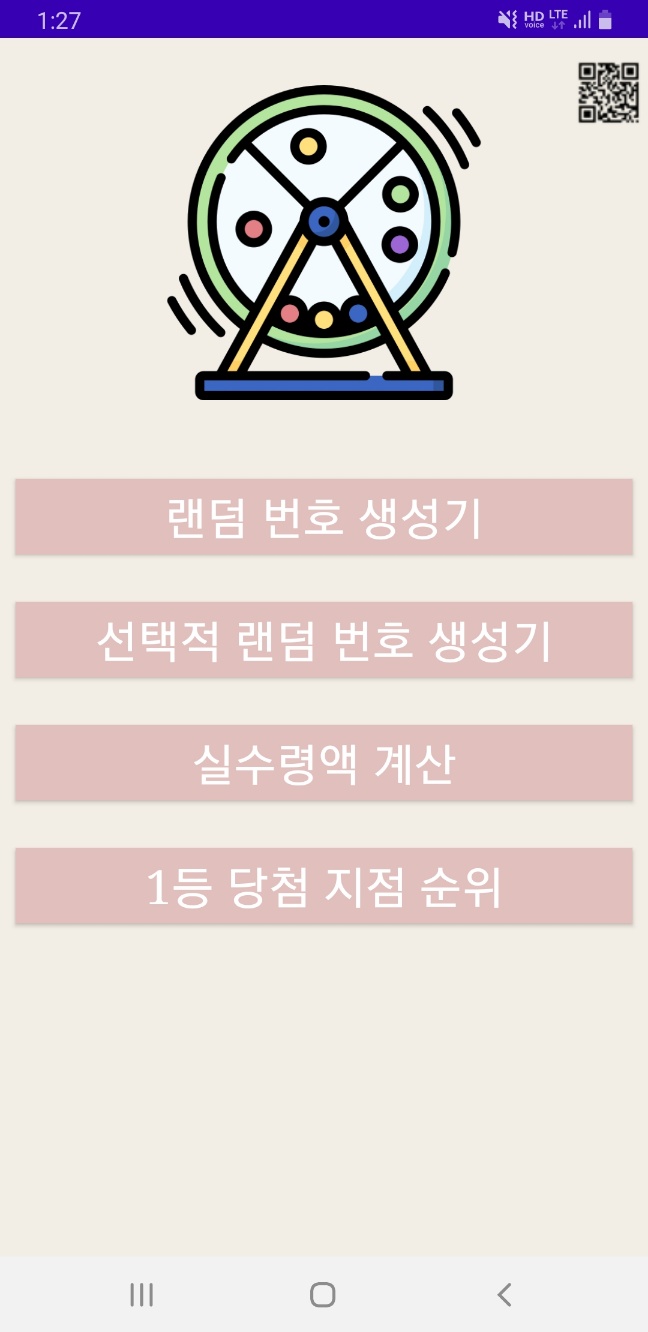 1:27
HD
voice
LTE
랜덤 번호 생성기
선택적 랜덤 번호 생성기
실수령액 계산
1등 당첨 지점 순위